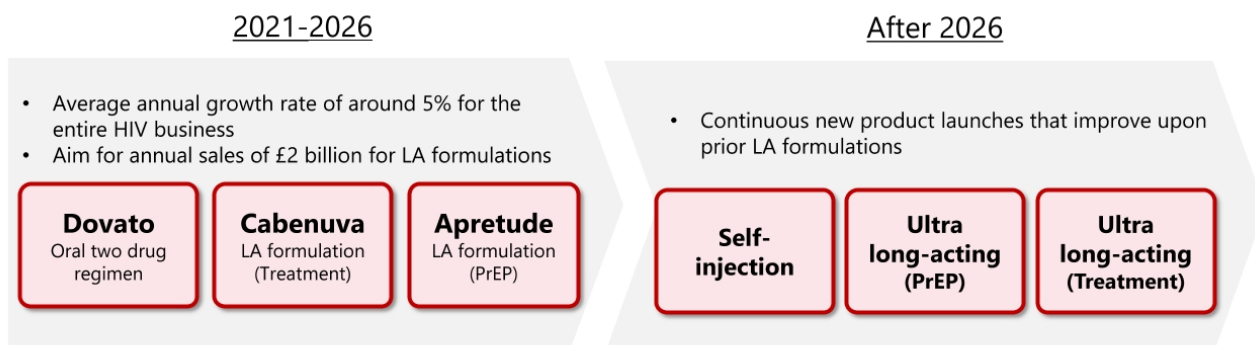 2021-2026
• Average annual growth rate of around 5% for the
entire HIV business
• Aim for annual sales of £2 billion for LA formulations
Dovato
Oral two drug
regimen
Cabenuva
LA formulation
(Treatment)
Apretude
LA formulation
(PrEP)
After 2026
• Continuous new product launches that improve upon
prior LA formulations
Self-
injection
Ultra
long-acting
(PrEP)
Ultra
long-acting
(Treatment)